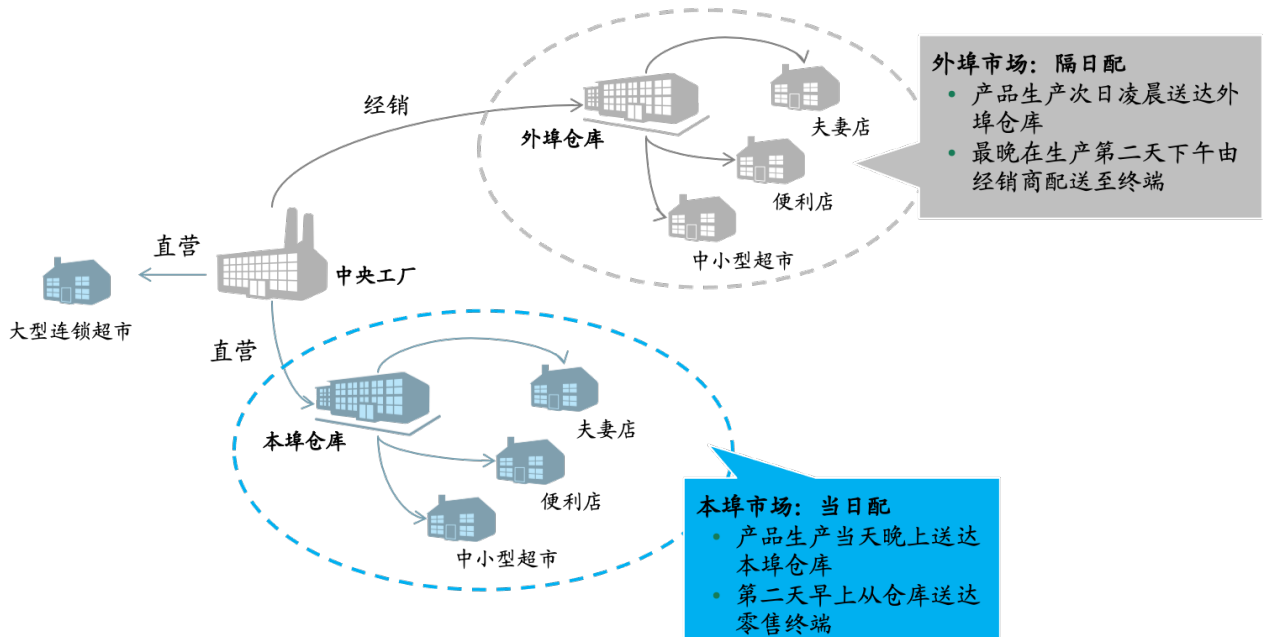 外埠市场：隔日配
• 产品生产次日凌晨送达外
埠仓库
• 最晚在生产第二天下午由
经销商配送至终端
经销
外埠仓库
夫妻店
便利店
中小型超市
直营
中央工厂
大型连锁超市
直营
本埠仓库
夫妻店
便利店
中小型超市
本埠市场：当日配
• 产品生产当天晚上送达
本埠仓库
• 第二天早上从仓库送达
零售终端